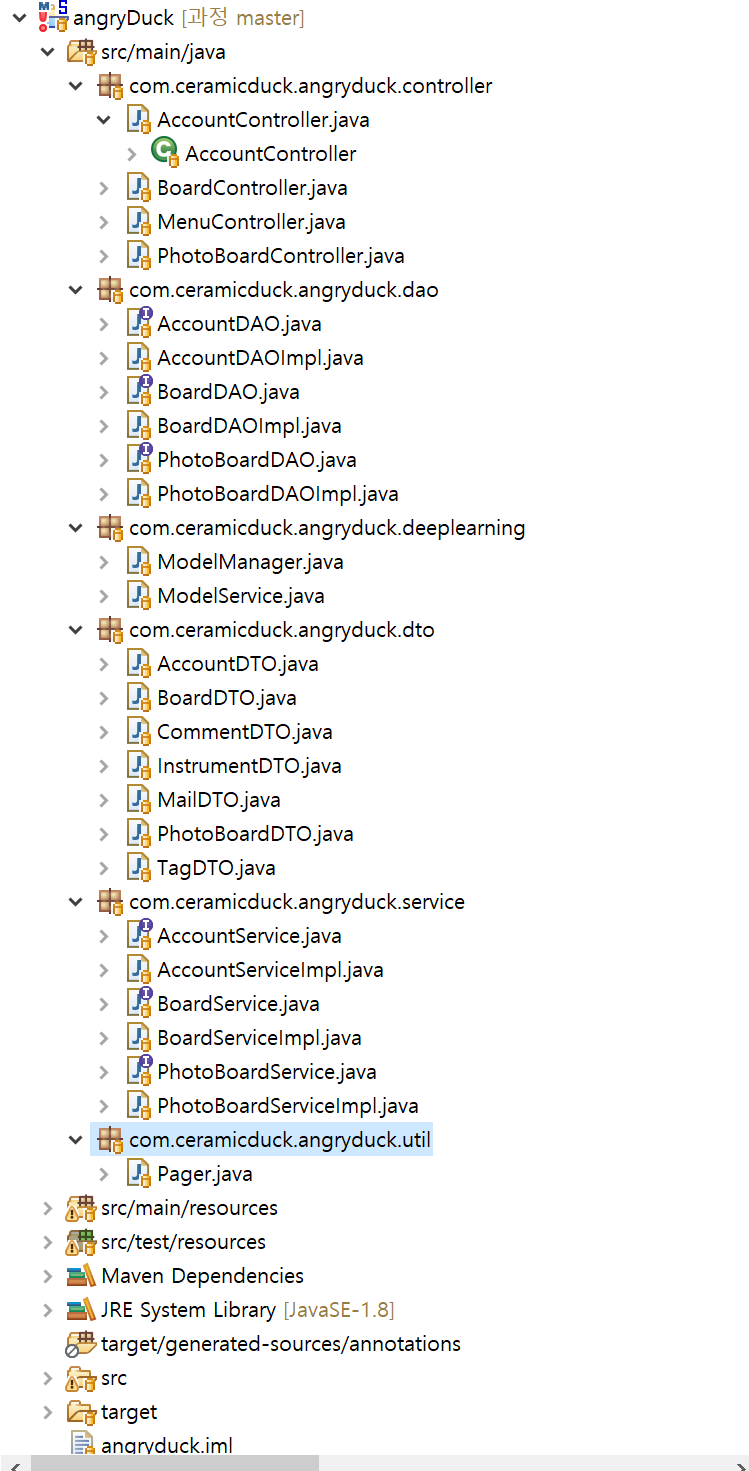 angryDuck [과정 master]
src/main/java
com.ceramicduck.angryduck.controller
AccountController.java
AccountController
BoardController.java
MenuController.java
PhotoBoardController.java
com.ceramicduck.angryduck.dao
AccountDAO.java
AccountDAOImpl.java
BoardDAO.java
BoardDAOImpl.java
PhotoBoardDAO.java
PhotoBoardDAOImpl.java
com.ceramicduck.angryduck.deeplearning
ModelManager.java
ModelService.java
com.ceramicduck.angryduck.dto
AccountDTO.java
BoardDTO.java
CommentDTO.java
InstrumentDTO.java
MailDTO.java
PhotoBoardDTO.java
TagDTO.java
com.ceramicduck.angryduck.service
AccountService.java
AccountServiceImpl.java
BoardService.java
BoardServiceImpl.java
PhotoBoardService.java
PhotoBoardServiceImpl.java
com.ceramicduck.angryduck.util
Pager.java
src/main/resources
src/test/resources
Maven Dependencies
JRE System Library [JavaSE-1.8]
target/generated-sources/annotations
src
target
angryduck.iml